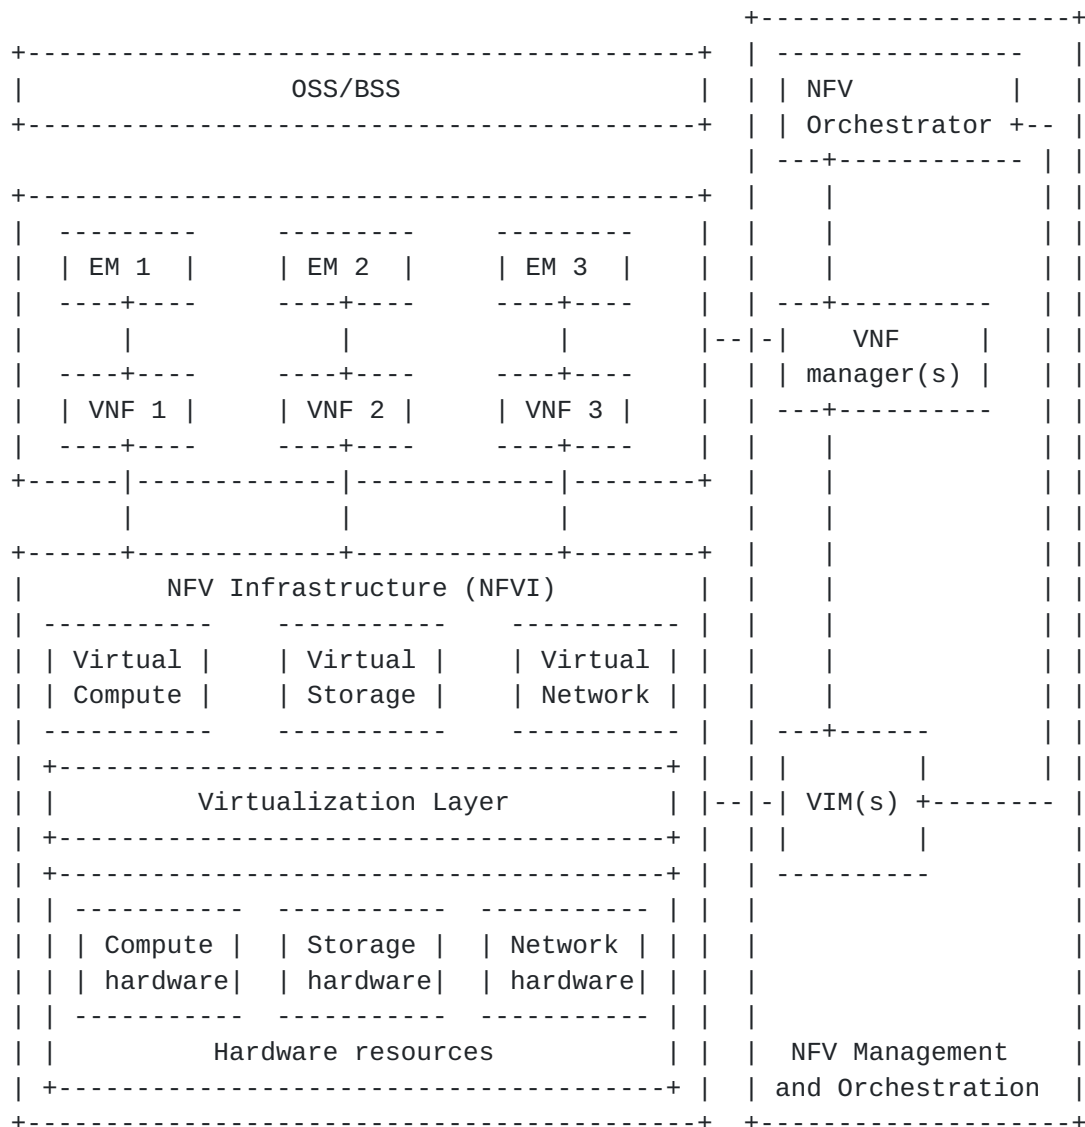 OSS/BSS
NFV
Orchestrator
EM 1 EM 2 EM 3
VNF
manager(s)
VNF 1 VNF 2 VNF 3
NFV Infrastructure (NFVI)
Virtual Virtual Virtual
Compute Storage Network
Virtualization Layer
VIM(s)
Compute Storage Network
hardware hardware hardware
Hardware resources
NFV Management
and Orchestration